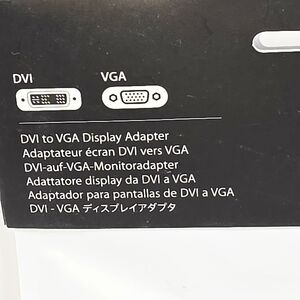 DVI VGA
DVI to VGA Display Adapter
Adaptateur écran DVI vers VGA
DVI-auf-VGA-Monitoradapter
Adattatore display da DVI a VGA
Adaptador para pantallas de DVI a VGA
DVI - VGA ディスプレイアダプタ